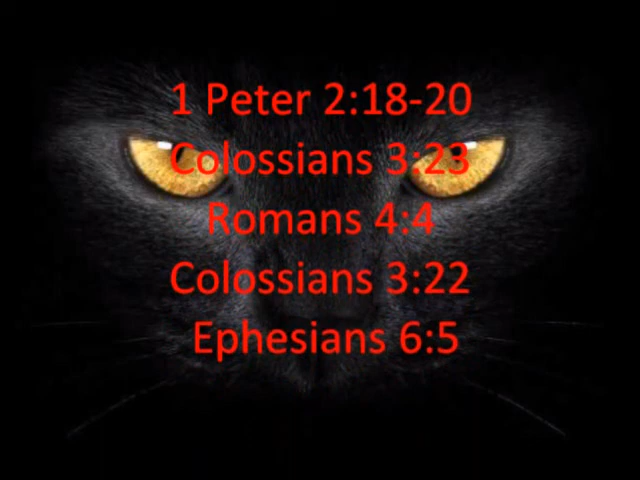 1 Peter 2:18-20
Colossians 3:23
Romans 4:4
Colossians 3:22
Ephesians 6:5